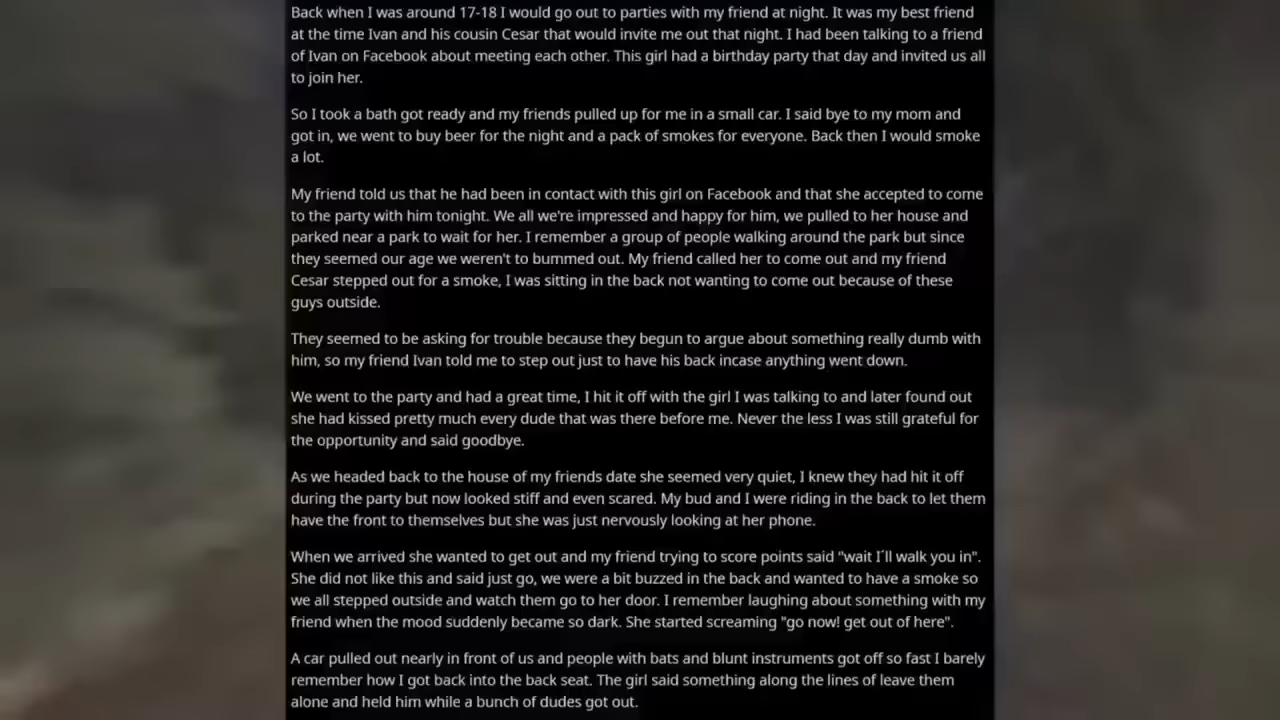 Back when I was around 17-18 I would go out to parties with my friend at night. It was my best friend
at the time Ivan and his cousin Cesar that would invite me out that night. I had been talking to a friend
of Ivan on Facebook about meeting each other. This girl had a birthday party that day and invited us all
to join her.
So I took a bath got ready and my friends pulled up for me in a small car. I said bye to my mom and
got in, we went to buy beer for the night and a pack of smokes for everyone. Back then I would smoke
a lot.
My friend told us that he had been in contact with this girl on Facebook and that she accepted to come
to the party with him tonight. We all we're impressed and happy for him, we pulled to her house and
parked near a park to wait for her. I remember a group of people walking around the park but since
they seemed our age we weren't to bummed out. My friend called her to come out and my friend
Cesar stepped out for a smoke, I was sitting in the back not wanting to come out because of these
guys outside.
They seemed to be asking for trouble because they begun to argue about something really dumb with
him, so my friend Ivan told me to step out just to have his back incase anything went down.
We went to the party and had a great time, I hit it off with the girl I was talking to and later found out
she had kissed pretty much every dude that was there before me. Never the less I was still grateful for
the opportunity and said goodbye.
As we headed back to the house of my friends date she seemed very quiet, I knew they had hit it off
during the party but now looked stiff and even scared. My bud and I were riding in the back to let them
have the front to themselves but she was just nervously looking at her phone.
When we arrived she wanted to get out and my friend trying to score points said "wait I´ll walk you in".
She did not like this and said just go, we were a bit buzzed in the back and wanted to have a smoke so
we all stepped outside and watch them go to her door. I remember laughing about something with my
friend when the mood suddenly became so dark. She started screaming "go now! get out of here".
A car pulled out nearly in front of us and people with bats and blunt instruments got off so fast I barely
remember how I got back into the back seat. The girl said something along the lines of leave them
alone and held him while a bunch of dudes got out.